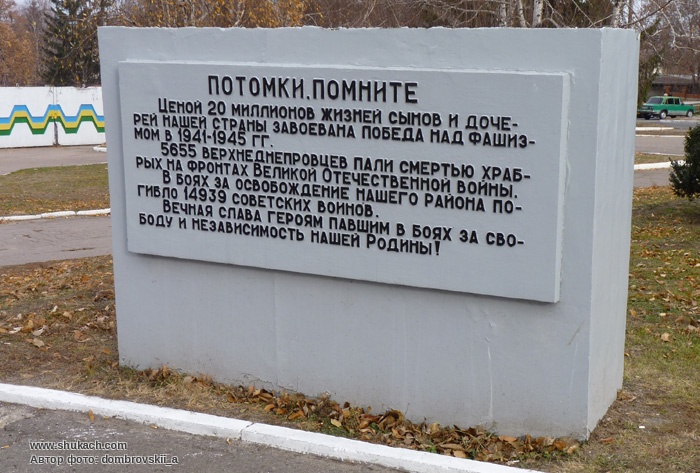 ПОТОМКИ.ПОМНИТЕ
ЦЕНОЙ 20 МИЛЛИОНОВ ЖИЗНЕЙ СЫНОВ И ДОЧЕ-
РЕЙ НАШЕЙ СТРАНЫ ЗАВОЕВАНА ПОБЕДА НАД ФАШИЗ-
МОМ В 1941-1945 ГГ.
5655 ВЕРХНЕДНЕПРОВЦЕВ ПАЛИ СМЕРТЬЮ ХРАБ-
РЫХ НА ФРОНТАХ ВЕЛИКОЙ ОТЕЧЕСТВЕННОЙ ВОЙНЫ.
В БОЯХ ЗА ОСВОБОЖДЕНИЕ НАШЕГО РАЙОНА ПО-
ГИБЛО 14939 СОВЕТСКИХ ВОИНОВ.
ВЕЧНАЯ СЛАВА ГЕРОЯМ ПАВШИМ В БОЯХ ЗА СВО-
БОДУ И НЕЗАВИСИМОСТЬ НАШЕЙ РОДИНЫ!
www.shukach.com
Автор фото- dombrovskii_a